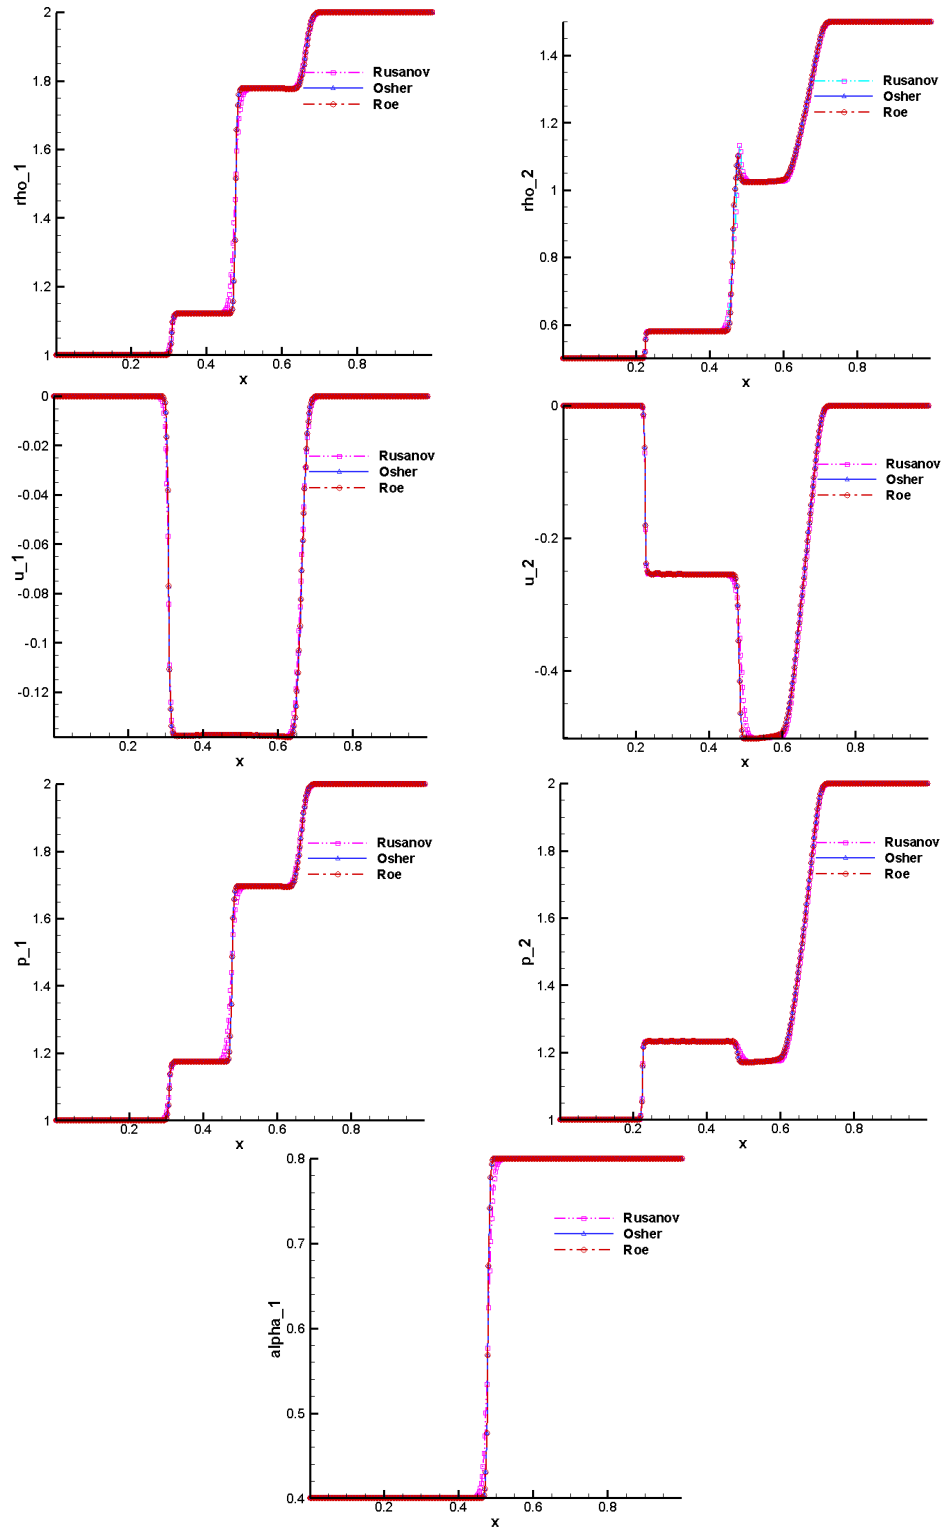 2
1.8
1.6
1.4
1.2
1
rho_1
0.2 0.4 0.6 0.8
x
Rusanov
Osher
Roe
1.4
1.2
1
0.8
0.6
rho_2
0.2 0.4 0.6 0.8
x
Rusanov
Osher
Roe
0
-0.02
-0.04
-0.06
-0.08
-0.1
-0.12
u_1
0.2 0.4 0.6 0.8
x
Rusanov
Osher
Roe
0
-0.2
-0.4
u_2
0.2 0.4 0.6 0.8
x
Rusanov
Osher
Roe
2
1.8
1.6
1.4
1.2
1
p_1
0.2 0.4 0.6 0.8
x
Rusanov
Osher
Roe
2
1.8
1.6
1.4
1.2
1
p_2
0.2 0.4 0.6 0.8
x
Rusanov
Osher
Roe
0.8
0.7
0.6
0.5
0.4
alpha_1
0.2 0.4 0.6 0.8
x
Rusanov
Osher
Roe